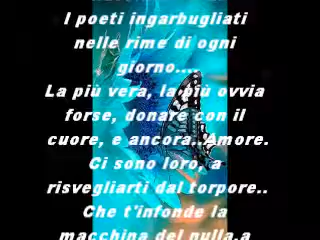 I poeti ingarbugliati
nelle rime di ogni
giorno....
La più vera, la più ovvia
forse, donare con il
cuore, e ancora..Amore.
Ci sono loro, a
risvegliarti dal torpore..
Che t'infonde la
macchina del nulla,a